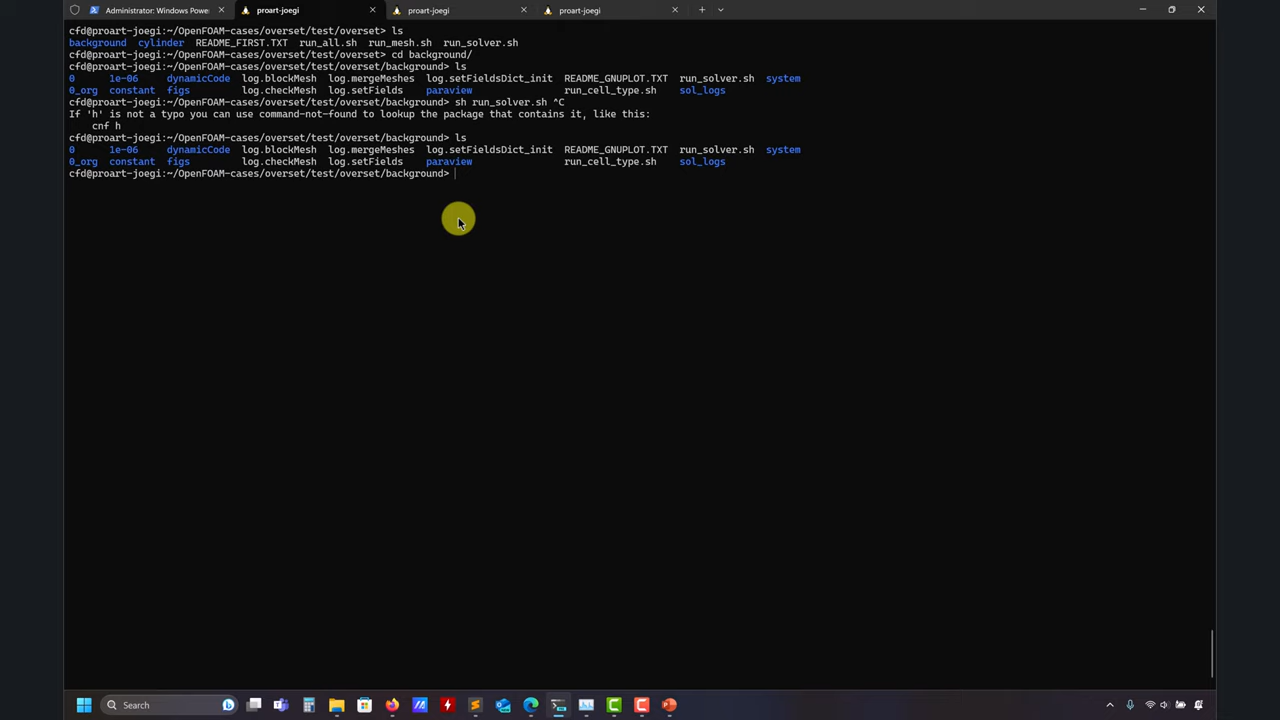 Administrator: Windows Powe
proart-joegi
proart-joegi
proart-joegi
cfd@proart-joegi:~/OpenFOAM-cases/overset/test/overset> ls
background cylinder README_FIRST.TXT run_all.sh run_mesh.sh run_solver.sh
cfd@proart-joegi:~/OpenFOAM-cases/overset/test/overset> cd background/
cfd@proart-joegi:~/OpenFOAM-cases/overset/test/overset/background> ls
0 1e-06 dynamicCode log.blockMesh log.mergeMeshes log.setFieldsDict_init README_GNUPLOT.TXT run_solver.sh system
0_org constant figs log.checkMesh log.setFields paraview run_cell_type.sh sol_logs
cfd@proart-joegi:~/OpenFOAM-cases/overset/test/overset/background> sh run_solver.sh ^C
If 'h' is not a typo you can use command-not-found to lookup the package that contains it, like this:
cnf h
cfd@proart-joegi:~/OpenFOAM-cases/overset/test/overset/background> ls
0 1e-06 dynamicCode log.blockMesh log.mergeMeshes log.setFieldsDict_init README_GNUPLOT.TXT run_solver.sh system
0_org constant figs log.checkMesh log.setFields paraview run_cell_type.sh sol_logs
cfd@proart-joegi:~/OpenFOAM-cases/overset/test/overset/background>
Search